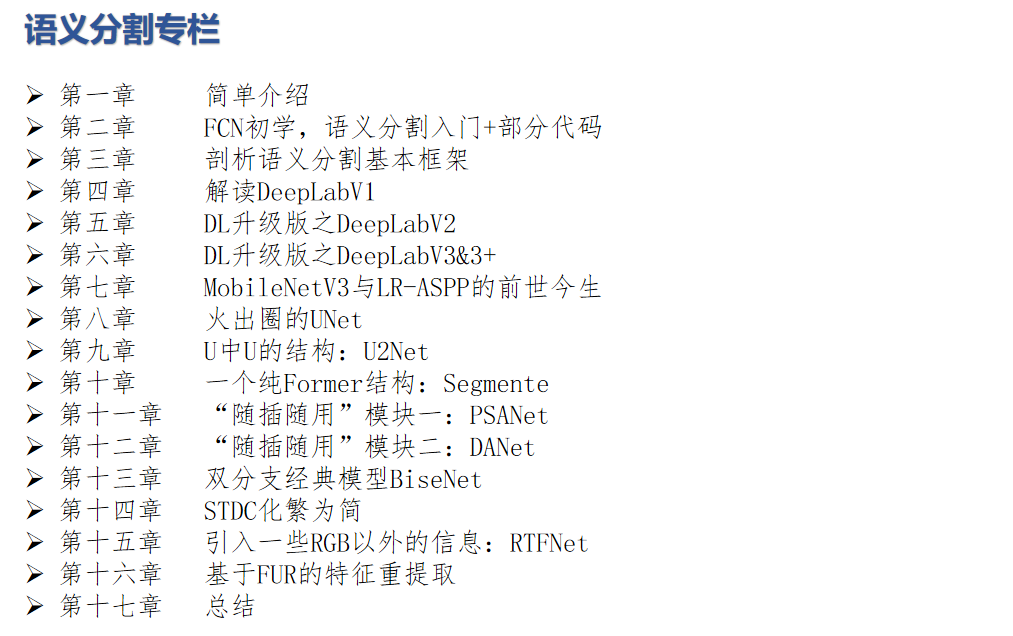 语义分割专栏
➢ 第一章 简单介绍
➢ 第二章 FCN初学，语义分割入门+部分代码
➢ 第三章 剖析语义分割基本框架
➢ 第四章 解读DeepLabV1
➢ 第五章 DL升级版之DeepLabV2
➢ 第六章 DL升级版之DeepLabV3&3+
➢ 第七章 MobileNetV3与LR-ASPP的前世今生
➢ 第八章 火出圈的UNet
➢ 第九章 U中U的结构：U2Net
➢ 第十章 一个纯Former结构：Segmente
➢ 第十一章 “随插随用”模块一：PSANet
➢ 第十二章 “随插随用”模块二：DANet
➢ 第十三章 双分支经典模型BiseNet
➢ 第十四章 STDC化繁为简
➢ 第十五章 引入一些RGB以外的信息：RTFNet
➢ 第十六章 基于FUR的特征重提取
➢ 第十七章 总结